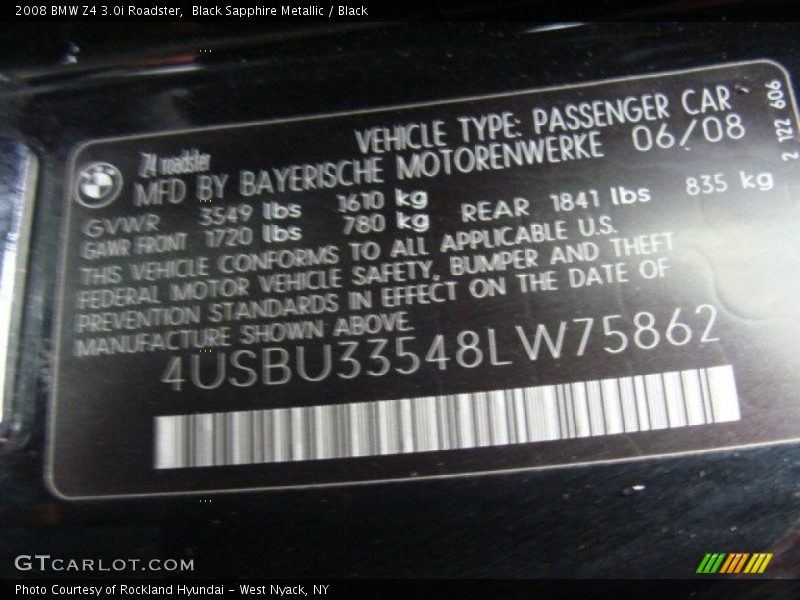 2008 BMW Z4 3.0i Roadster, Black Sapphire Metallic / Black
Z4 roadster
VEHICLE TYPE: PASSENGER CAR
MFD BY BAYERISCHE MOTORENWERKE 06/08
GVWR 3549 lbs 1610 kg
GAWR FRONT 1720 lbs 780 kg REAR 1841 lbs 835 kg
THIS VEHICLE CONFORMS TO ALL APPLICABLE U.S.
FEDERAL MOTOR VEHICLE SAFETY, BUMPER AND THEFT
PREVENTION STANDARDS IN EFFECT ON THE DATE OF
MANUFACTURE SHOWN ABOVE.
4USBU33548LW75862
2 122 606
GTCARLOT.COM
Photo Courtesy of Rockland Hyundai - West Nyack, NY